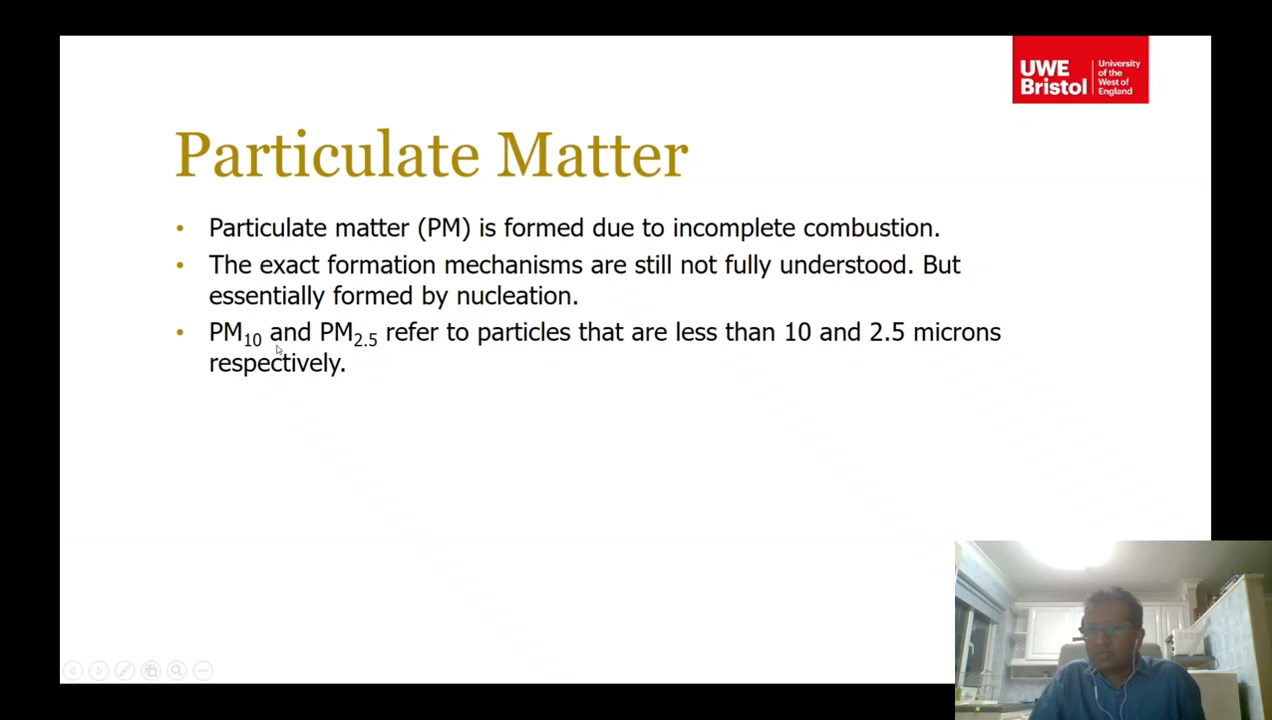 UWE
Bristol
University
of the
West of
England
Particulate Matter
• Particulate matter (PM) is formed due to incomplete combustion.
• The exact formation mechanisms are still not fully understood. But
essentially formed by nucleation.
• PM10 and PM2.5 refer to particles that are less than 10 and 2.5 microns
respectively.